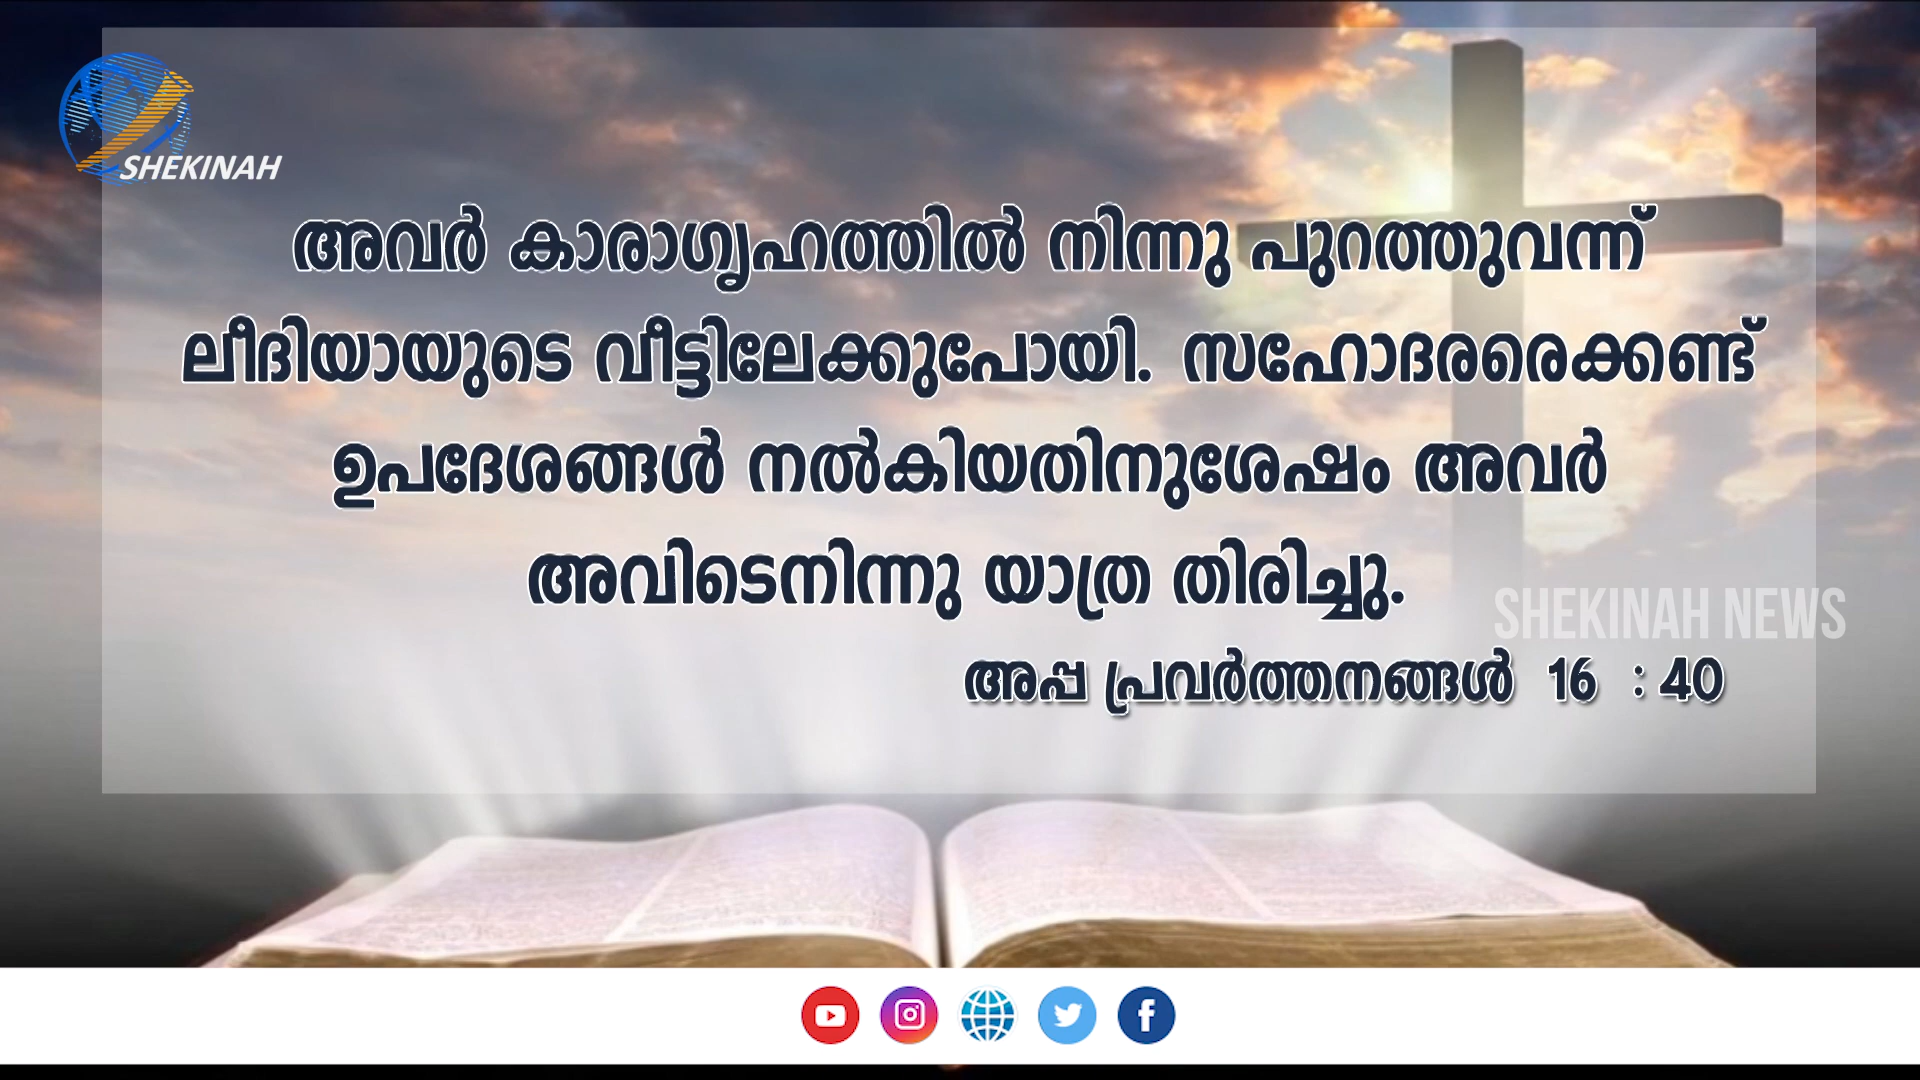 SHEKINAH
അവർ കാരാഗൃഹത്തിൽ നിന്നു പുറത്തുവന്ന്
ലീദിയായുടെ വീട്ടിലേക്കുപോയി. സഹോദരരെക്കണ്ട്
ഉപദേശങ്ങൾ നൽകിയതിനുശേഷം അവർ
അവിടെനിന്നു യാത്ര തിരിച്ചു.
SHEKINAH NEWS
അപ്പ പ്രവർത്തനങ്ങൾ 16 : 40